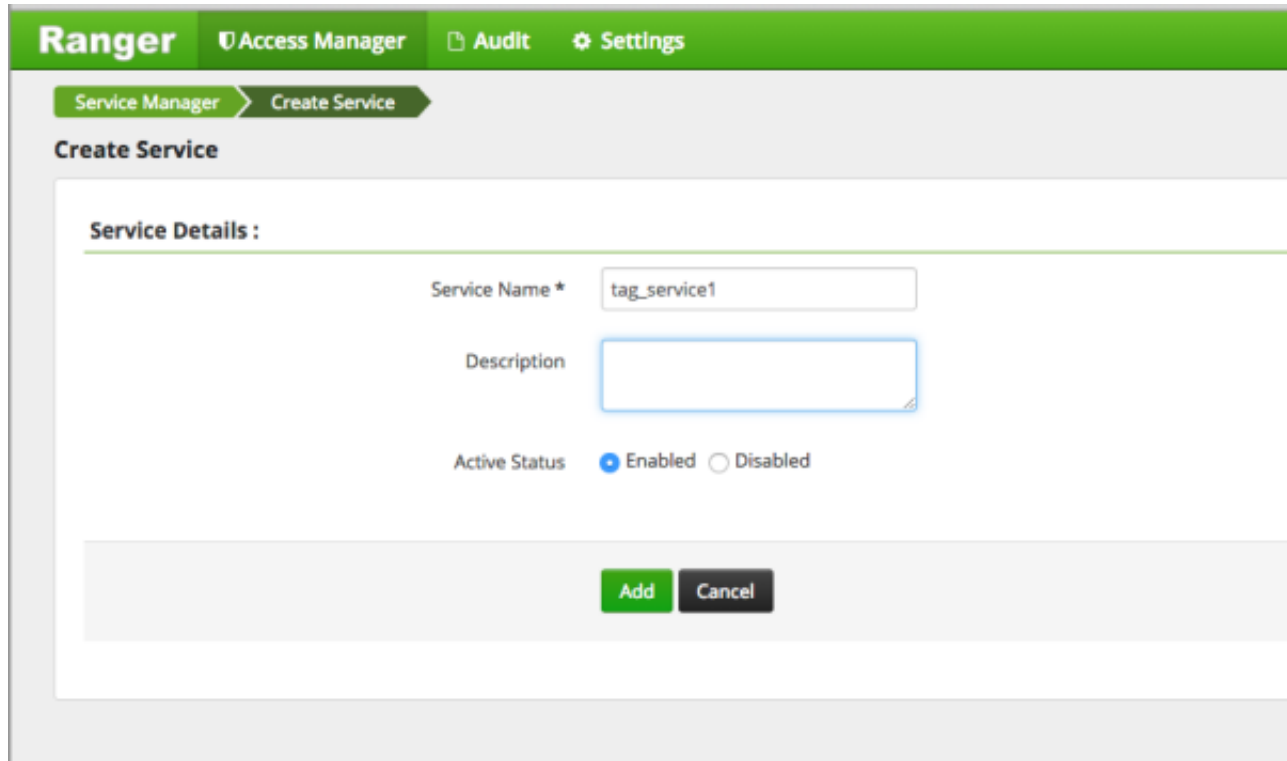 Ranger Access Manager Audit Settings
Service Manager Create Service
Create Service
Service Details :
Service Name * tag_service1
Description
Active Status Enabled Disabled
Add Cancel